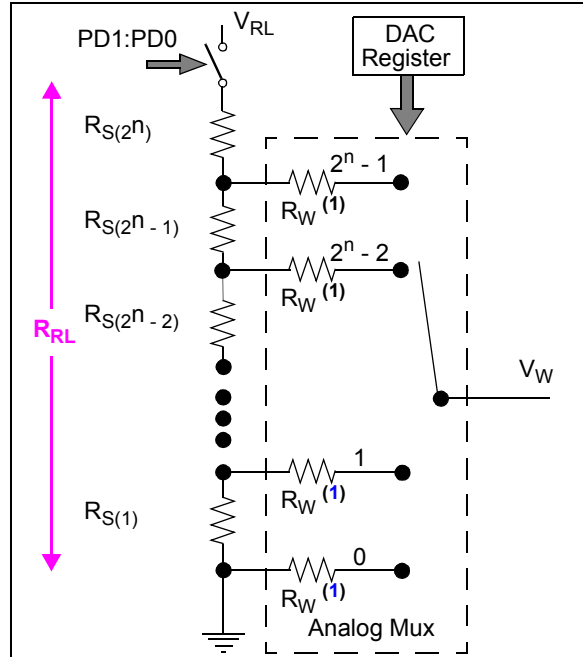 V_RL
PD1:PD0
DAC
Register
R_S(2^n)
2^n - 1
R_W (1)
R_S(2^n - 1)
2^n - 2
R_W (1)
R_S(2^n - 2)
R_RL
V_W
1
R_W (1)
R_S(1)
0
R_W (1)
Analog Mux